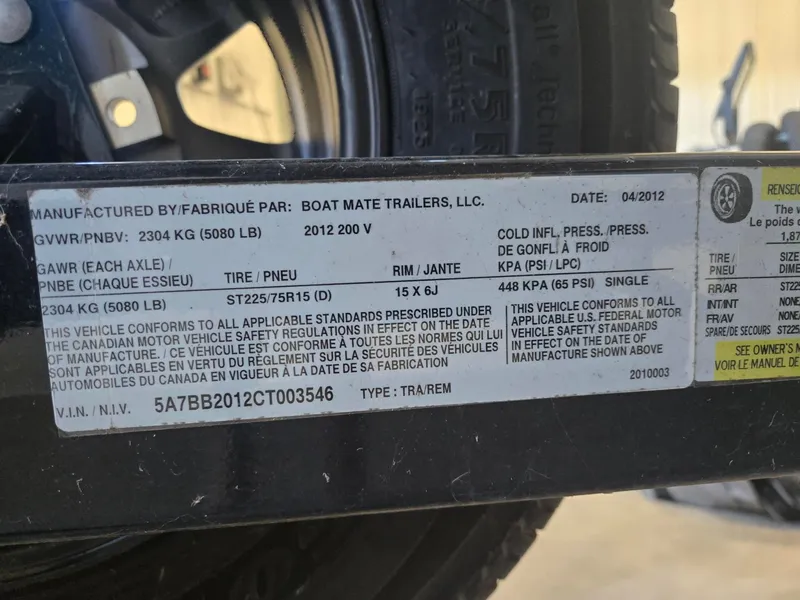 /75R
SERVICE
all" Techn
MANUFACTURED BY/FABRIQUÉ PAR: BOAT MATE TRAILERS, LLC. DATE: 04/2012
GVWR/PNBV: 2304 KG (5080 LB) 2012 200 V
COLD INFL. PRESS./PRESS.
DE GONFL. À FROID
GAWR (EACH AXLE) /
PNBE (CHAQUE ESSIEU) TIRE / PNEU RIM / JANTE KPA (PSI / LPC)
2304 KG (5080 LB) ST225/75R15 (D) 15 X 6J 448 KPA (65 PSI) SINGLE
THIS VEHICLE CONFORMS TO ALL APPLICABLE STANDARDS PRESCRIBED UNDER
THE CANADIAN MOTOR VEHICLE SAFETY REGULATIONS IN EFFECT ON THE DATE
OF MANUFACTURE. / CE VÉHICULE EST CONFORME À TOUTES LES NORMES QUI LUI
SONT APPLICABLES EN VERTU DU RÈGLEMENT SUR LA SÉCURITÉ DES VÉHICULES
AUTOMOBILES DU CANADA EN VIGUEUR À LA DATE DE SA FABRICATION
THIS VEHICLE CONFORMS TO ALL
APPLICABLE U.S. FEDERAL MOTOR
VEHICLE SAFETY STANDARDS
IN EFFECT ON THE DATE OF
MANUFACTURE SHOWN ABOVE
2010003
V.I.N. / N.I.V. 5A7BB2012CT003546 TYPE : TRA/REM
RENSEIG
The w
Le poids d
1,87
TIRE / SIZE
PNEU DIME
RR/AR ST225
INT/INT NONE/
FR/AV NONE/
SPARE/DE SECOURS ST225
SEE OWNER'S M
VOIR LE MANUEL DE